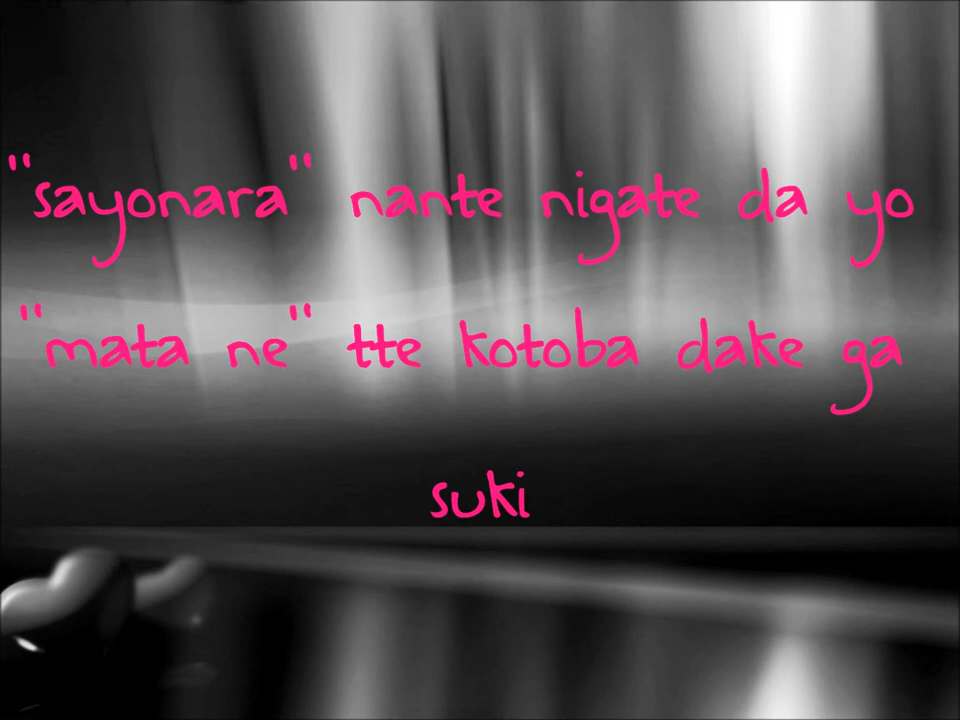 "sayonara" nante nigate da yo
"mata ne" tte kotoba dake ga
suki